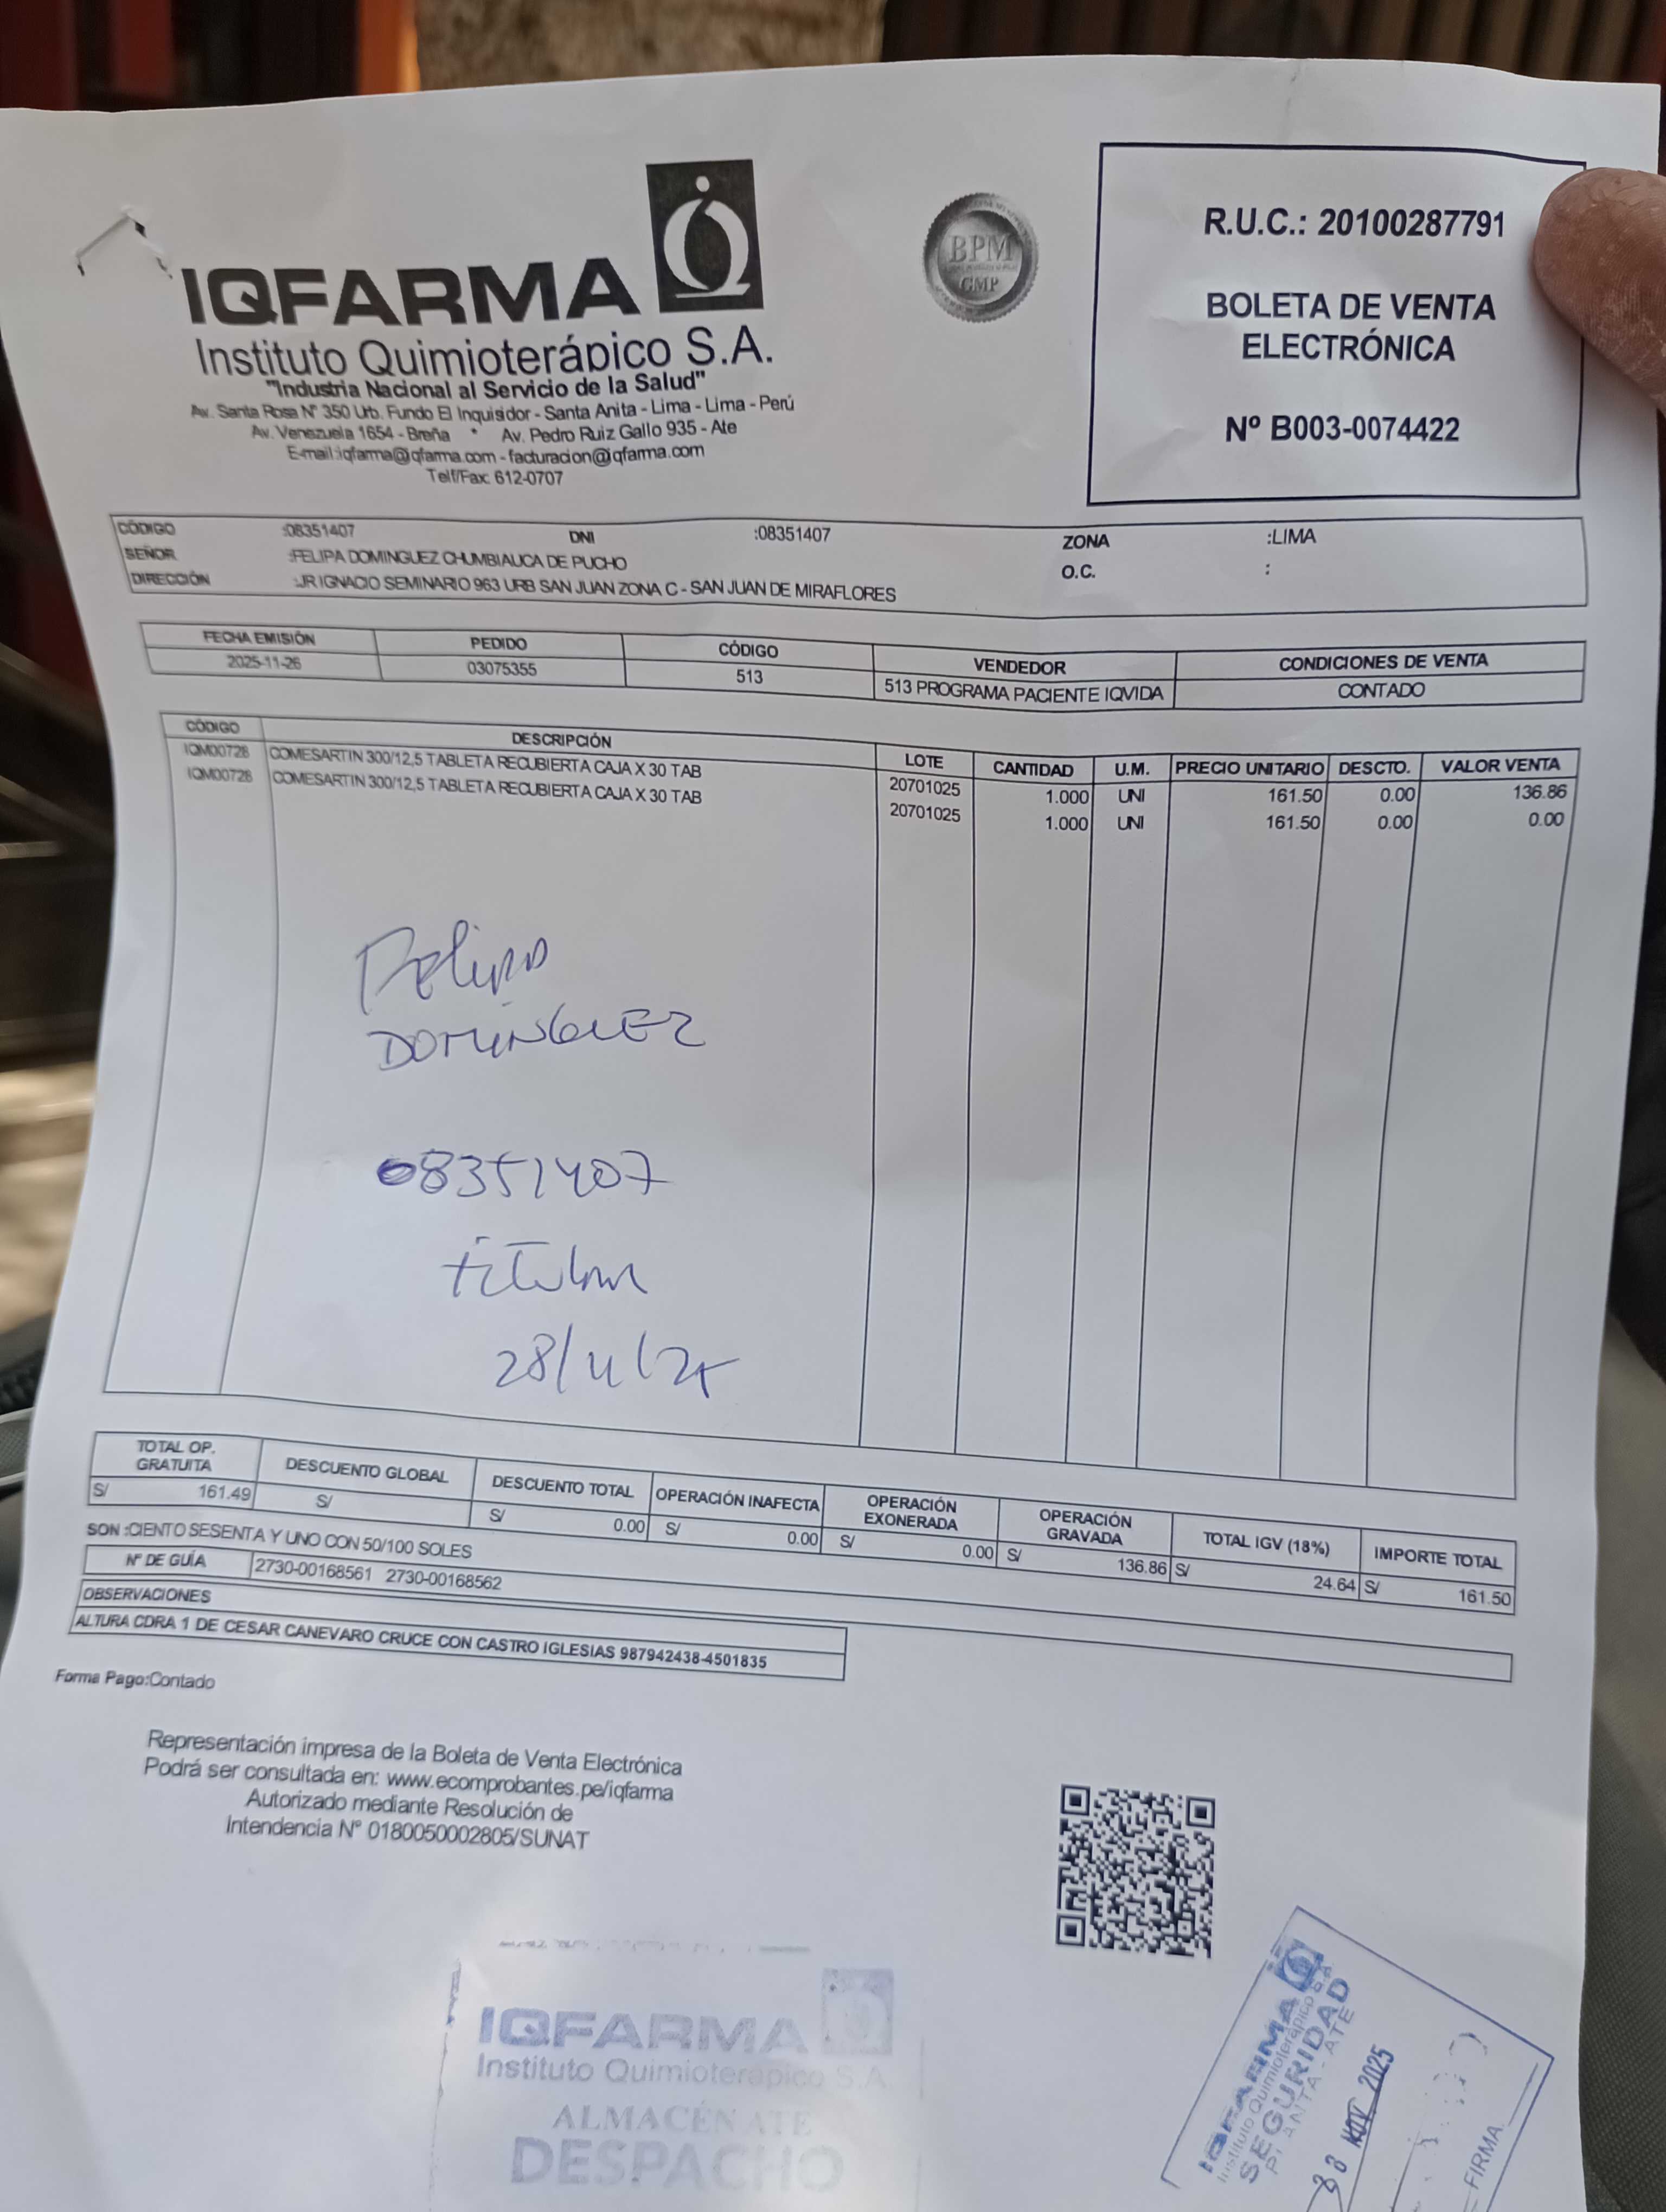 IQFARMA
Instituto Quimioterápico S.A.
"Industria Nacional al Servicio de la Salud"
Av. Santa Rosa Nº 350 Urb. Fundo El Inquisidor - Santa Anita - Lima - Lima - Perú
Av. Venezuela 1654 - Breña * Av. Pedro Ruiz Gallo 935 - Ate
E-mail:iqfarma@iqfarma.com - facturacion@iqfarma.com
Telf/Fax: 612-0707
BPM
GMP
R.U.C.: 20100287791
BOLETA DE VENTA
ELECTRÓNICA
Nº B003-0074422
CÓDIGO :08351407 DNI :08351407 ZONA :LIMA
SEÑOR :FELIPA DOMINGUEZ CHUMBIAUCA DE PUCHO O.C. :
DIRECCIÓN :JR IGNACIO SEMINARIO 963 URB SAN JUAN ZONA C - SAN JUAN DE MIRAFLORES
FECHA EMISIÓN PEDIDO CÓDIGO VENDEDOR CONDICIONES DE VENTA
2025-11-26 03075355 513 513 PROGRAMA PACIENTE IQVIDA CONTADO
CÓDIGO DESCRIPCIÓN LOTE CANTIDAD U.M. PRECIO UNITARIO DESCTO. VALOR VENTA
IQM00728 COMESARTIN 300/12,5 TABLETA RECUBIERTA CAJA X 30 TAB 20701025 1.000 UNI 161.50 0.00 136.86
IQM00728 COMESARTIN 300/12,5 TABLETA RECUBIERTA CAJA X 30 TAB 20701025 1.000 UNI 161.50 0.00 0.00
Felipa
DOMINGUEZ
08351407
titular
28/11/25
TOTAL OP. GRATUITA DESCUENTO GLOBAL DESCUENTO TOTAL OPERACIÓN INAFECTA OPERACIÓN EXONERADA OPERACIÓN GRAVADA TOTAL IGV (18%) IMPORTE TOTAL
S/ 161.49 S/ S/ 0.00 S/ 0.00 S/ 0.00 S/ 136.86 S/ 24.64 S/ 161.50
SON :CIENTO SESENTA Y UNO CON 50/100 SOLES
Nº DE GUÍA 2730-00168561 2730-00168562
OBSERVACIONES
ALTURA CDRA 1 DE CESAR CANEVARO CRUCE CON CASTRO IGLESIAS 987942438-4501835
Forma Pago:Contado
Representación impresa de la Boleta de Venta Electrónica
Podrá ser consultada en: www.ecomprobantes.pe/iqfarma
Autorizado mediante Resolución de
Intendencia Nº 0180050002805/SUNAT
IQFARMA
Instituto Quimioterapico S.A.
ALMACÉN ATE
DESPACHO
IQFARMA
Instituto Quimioterápico S.A.
SEGURIDAD
PLANTA - ATE
NOV. 2025
FIRMA